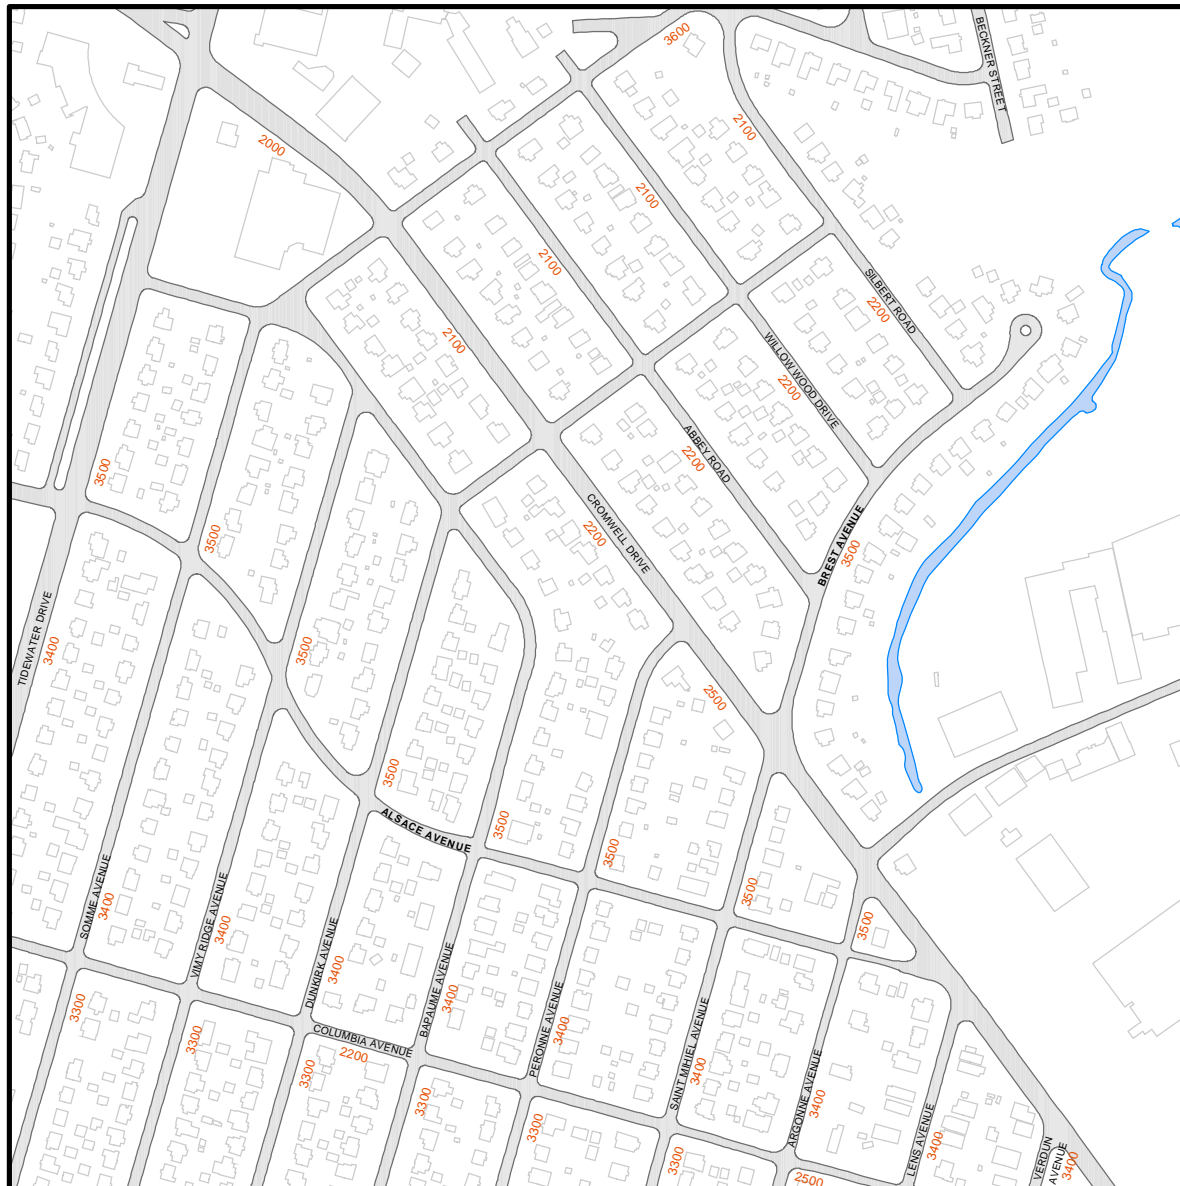 BECKNER STREET
3600
2000
2100
2100
2100
2100
SILBERT ROAD
2200
WILLOW WOOD DRIVE
2200
ABBEY ROAD
2200
CROMWELL DRIVE
2200
BREST AVENUE
3500
3500
3500
3500
TIDEWATER DRIVE
3400
2500
3500
3500
3500
3500
3500
ALSACE AVENUE
SOMME AVENUE
3400
VIMY RIDGE AVENUE
3400
DUNKIRK AVENUE
3400
BAPAUME AVENUE
3400
PERONNE AVENUE
3400
SAINT MIHIEL AVENUE
3400
ARGONNE AVENUE
3400
LENS AVENUE
3400
VERDUN
AVENUE
3400
COLUMBIA AVENUE
2200
3300
3300
3300
3300
3300
3300
2500